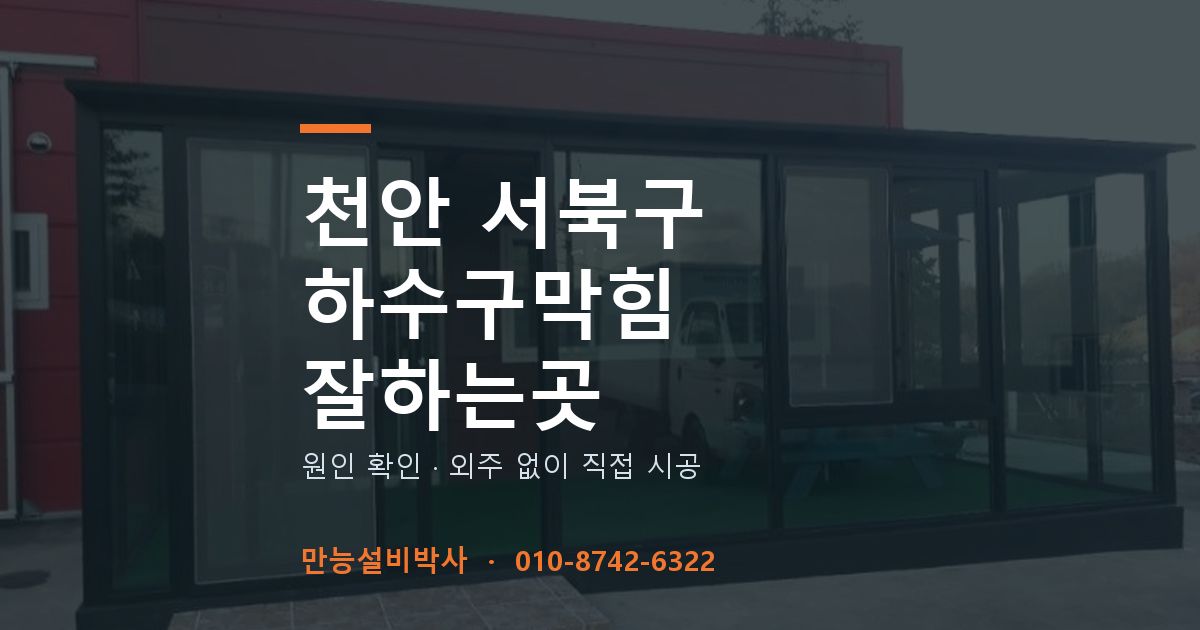 천안 서북구
하수구막힘
잘하는곳
원인 확인 · 외주 없이 직접 시공
만능설비박사 · 010-8742-6322